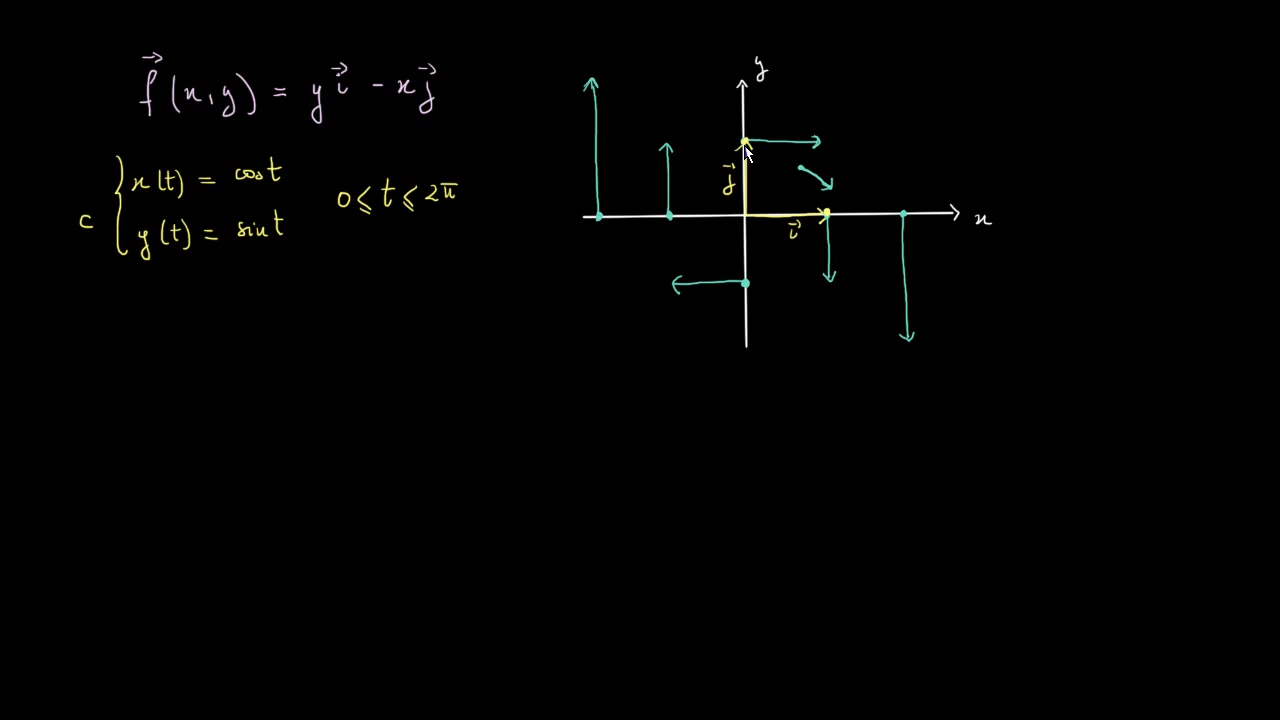 f⃗(x,y) = y i⃗ - x j⃗
x(t) = cos t
0 ⩽ t ⩽ 2π
C
y(t) = sin t
y
j⃗
i⃗
x